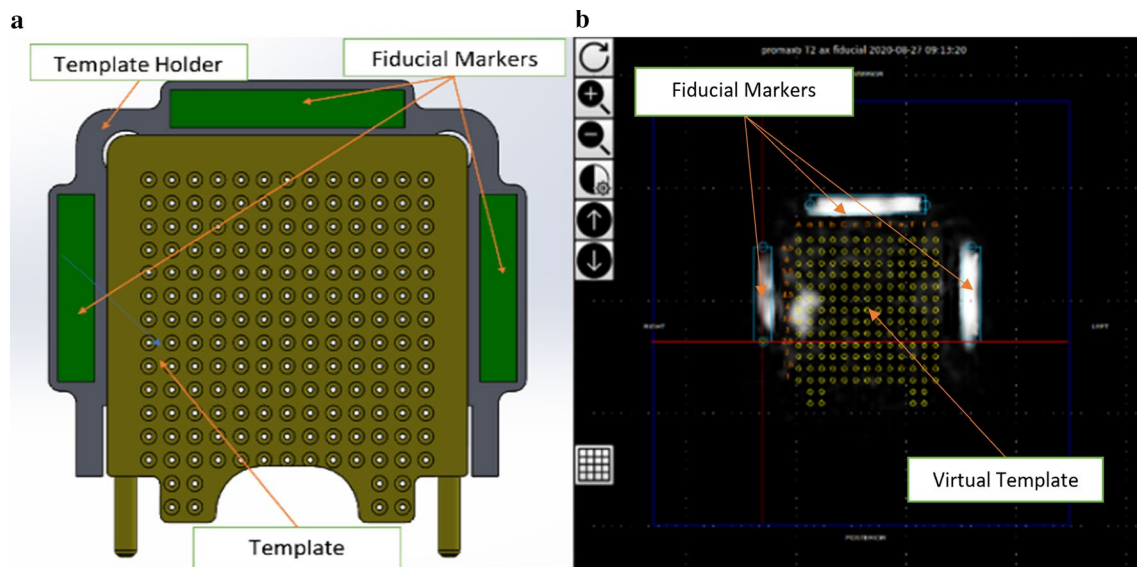 a
Template Holder
Fiducial Markers
Template
b
promaxb T2 ax fiducial 2020-08-27 09:13:20
Fiducial Markers
RIGHT
LEFT
Virtual Template
POSTERIOR